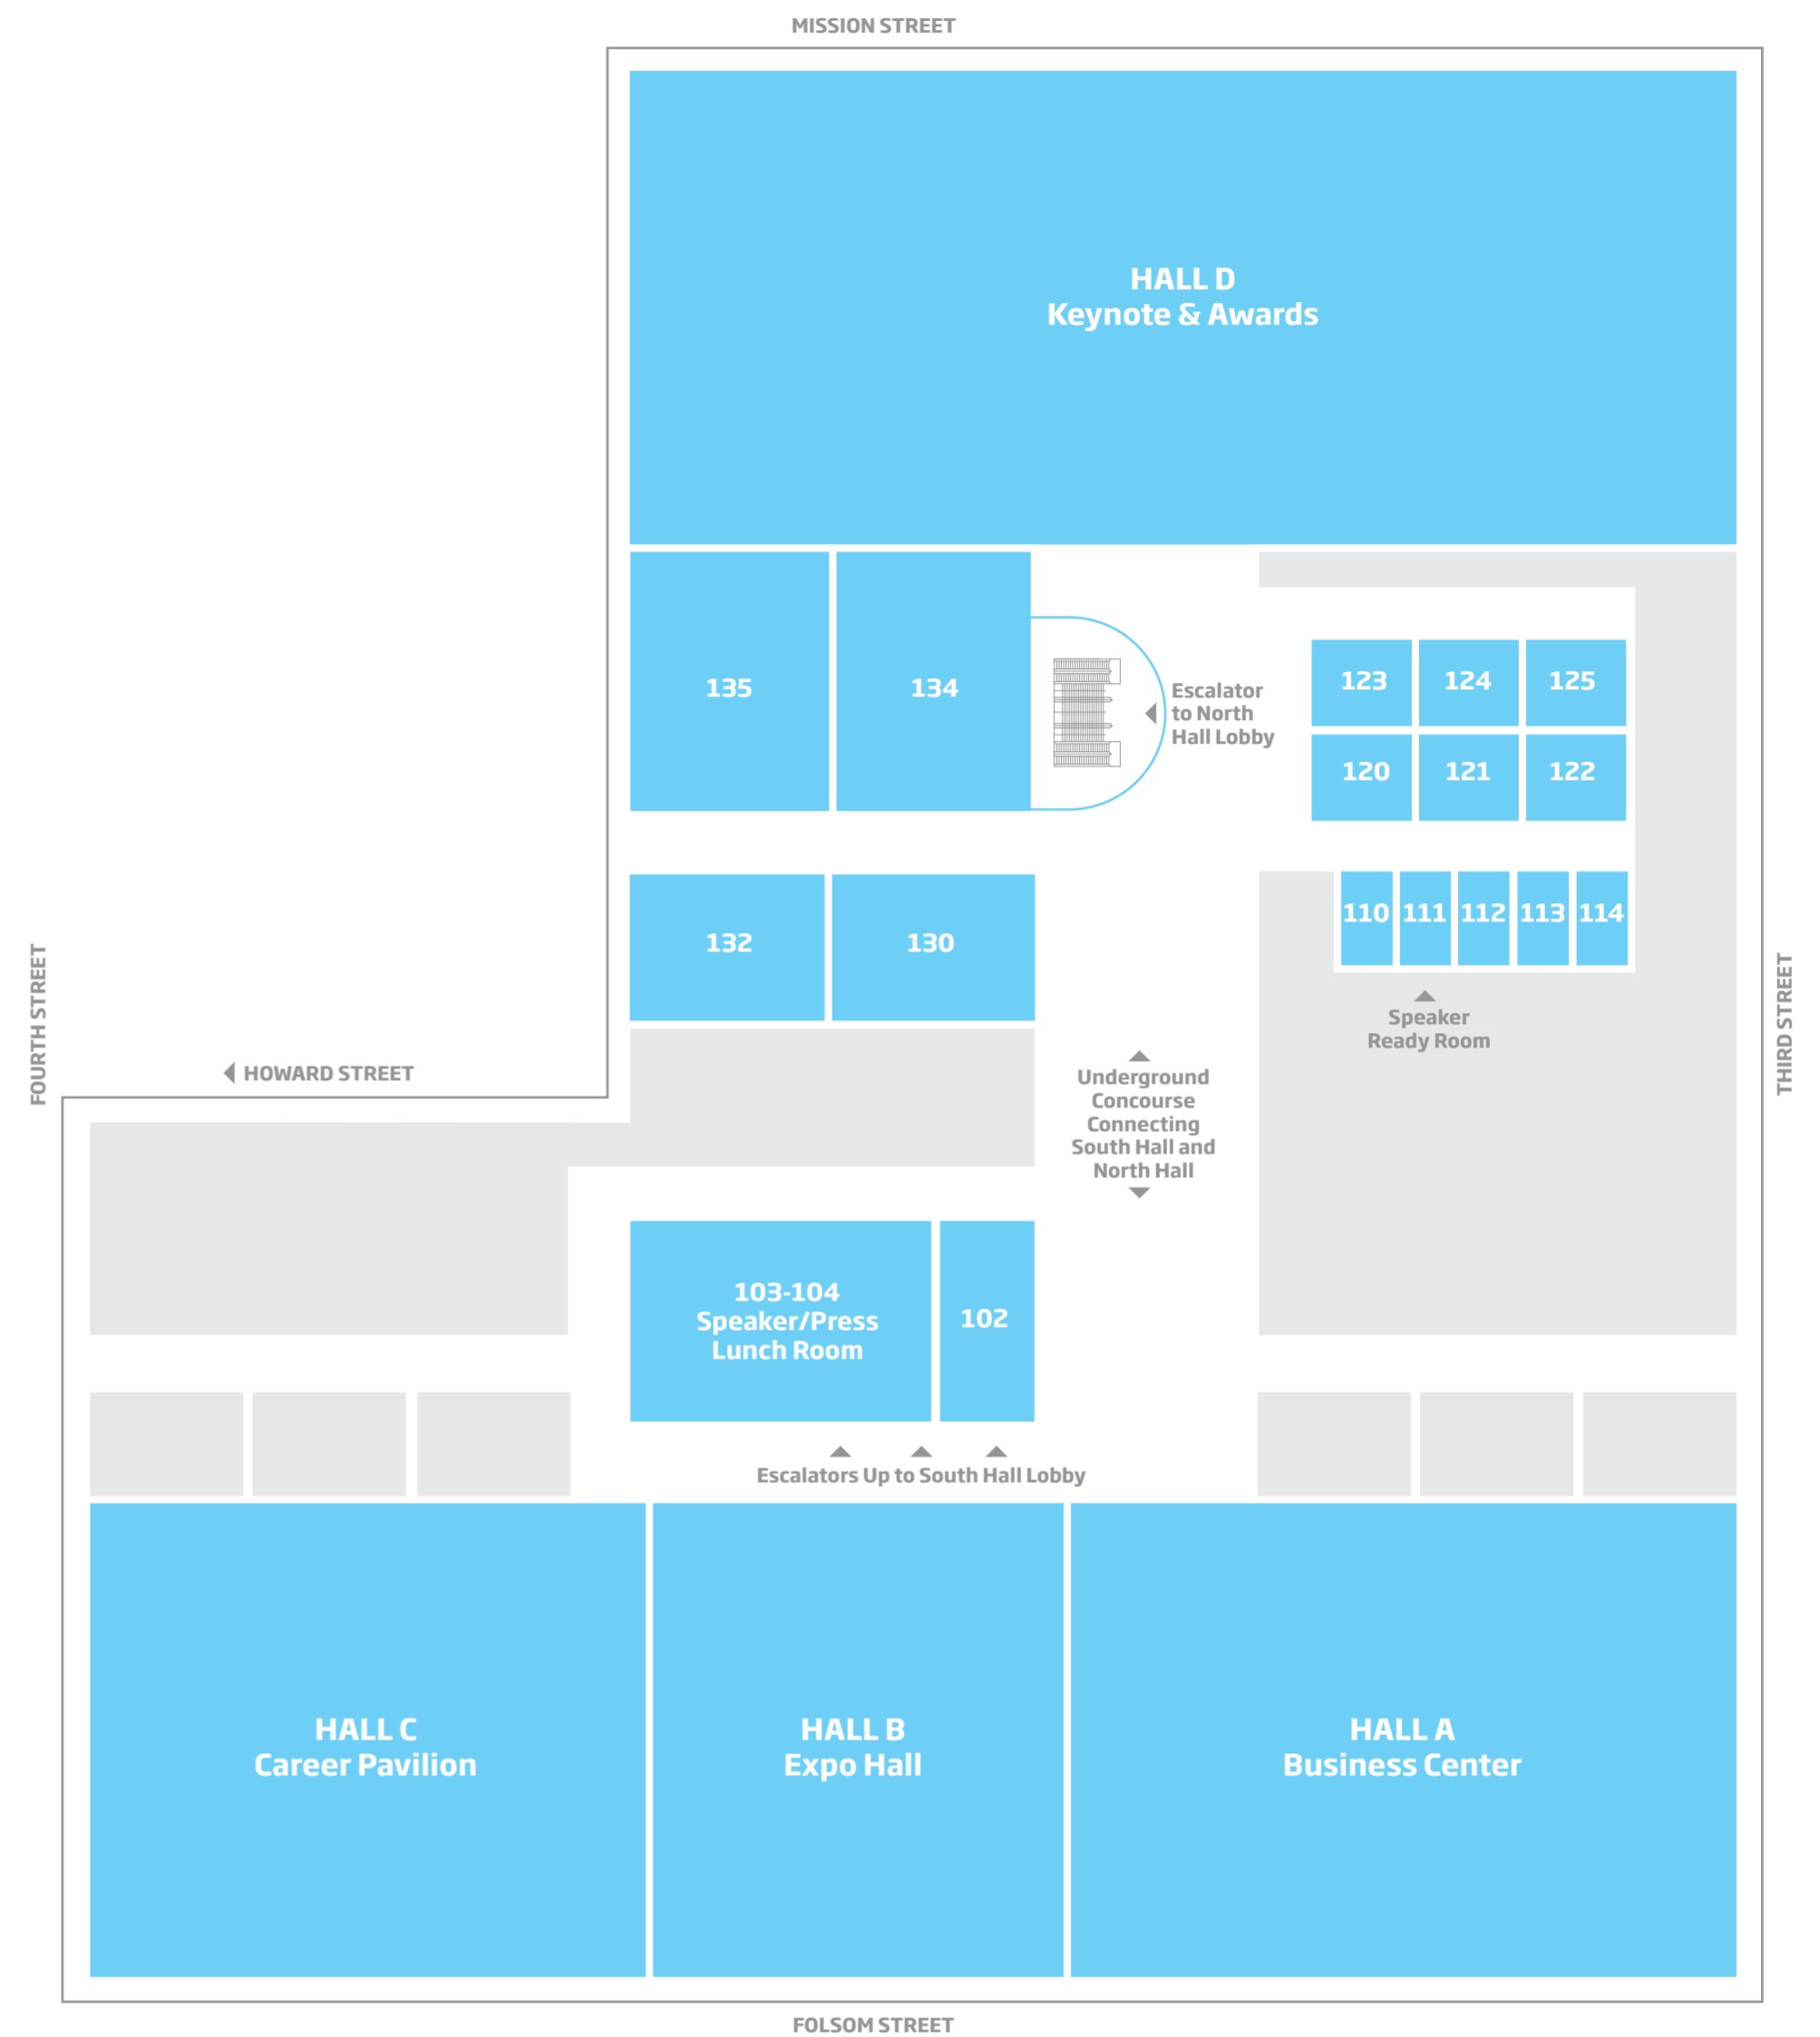 MISSION STREET
HALL D
Keynote & Awards
135
134
Escalator
to North
Hall Lobby
123
124
125
120
121
122
110
111
112
113
114
132
130
Speaker
Ready Room
FOURTH STREET
THIRD STREET
HOWARD STREET
Underground
Concourse
Connecting
South Hall and
North Hall
103-104
Speaker/Press
Lunch Room
102
Escalators Up to South Hall Lobby
HALL C
Career Pavilion
HALL B
Expo Hall
HALL A
Business Center
FOLSOM STREET